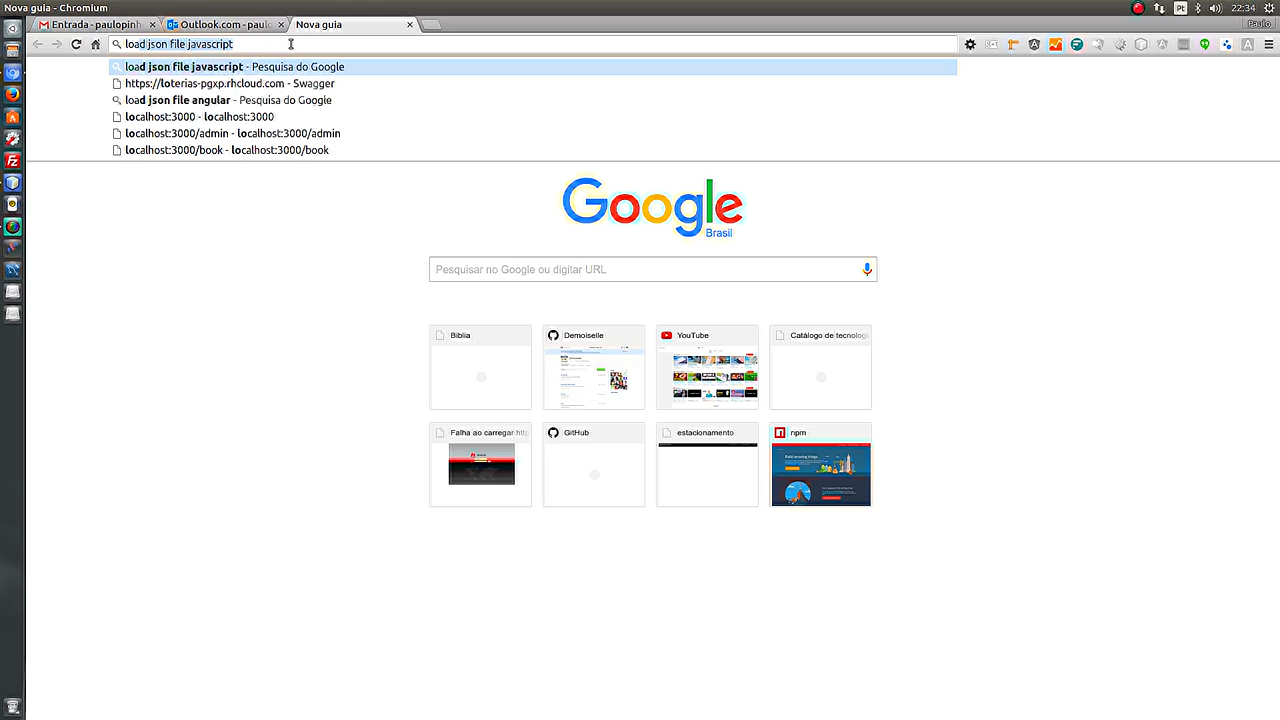 Nova guia - Chromium
Pt
22:34
Entrada - paulopinh
Outlook.com - paulo
Nova guia
Paulo
load json file javascript
load json file javascript - Pesquisa do Google
https://loterias-pgxp.rhcloud.com - Swagger
load json file angular - Pesquisa do Google
localhost:3000 - localhost:3000
localhost:3000/admin - localhost:3000/admin
localhost:3000/book - localhost:3000/book
Google
Brasil
Pesquisar no Google ou digitar URL
Biblia
Demoiselle
YouTube
Catálogo de tecnolog
Falha ao carregar http
GitHub
estacionamento
npm